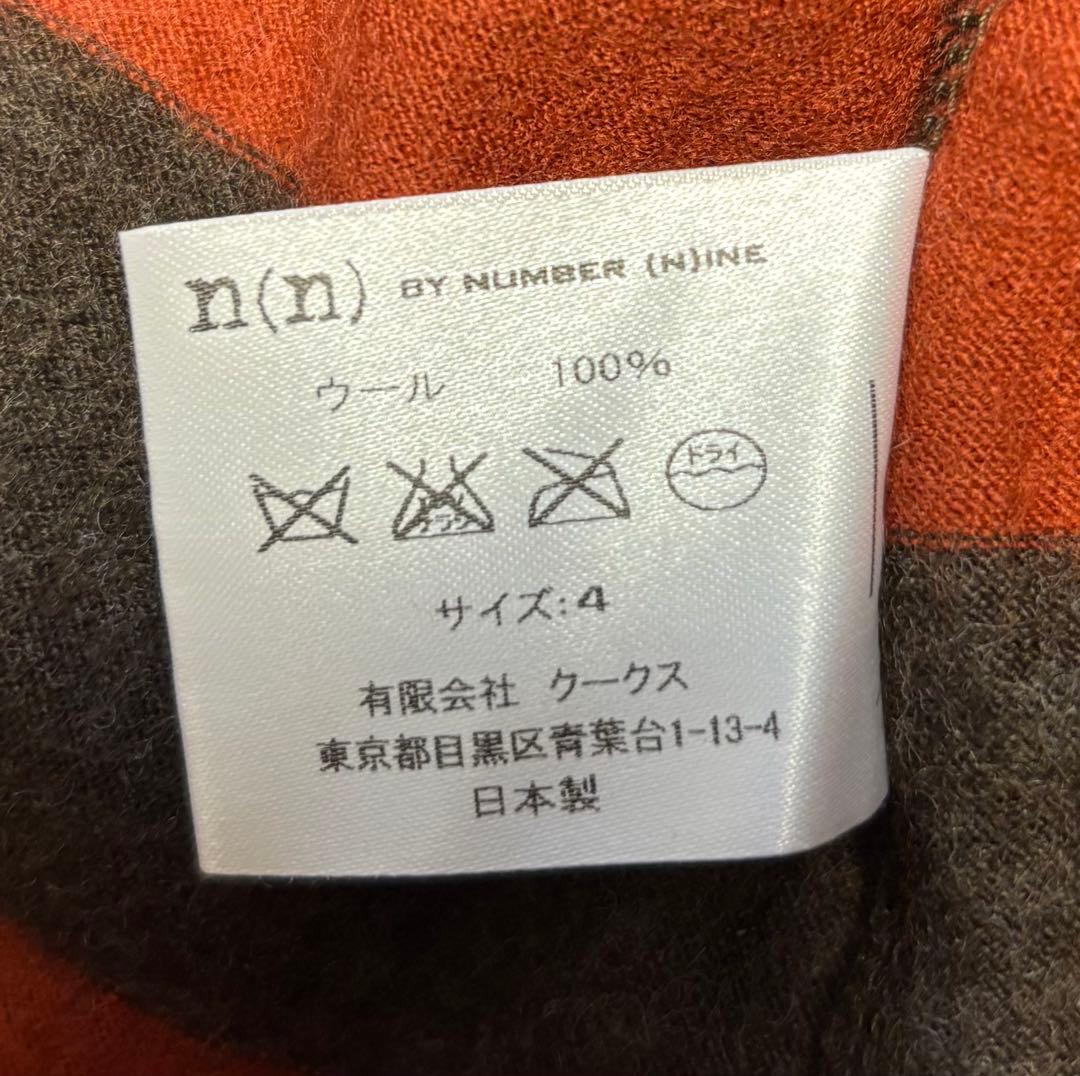 n(n) BY NUMBER (N)INE
ウール 100%
ドライ
サイズ:4
有限会社 クークス
東京都目黒区青葉台1-13-4
日本製